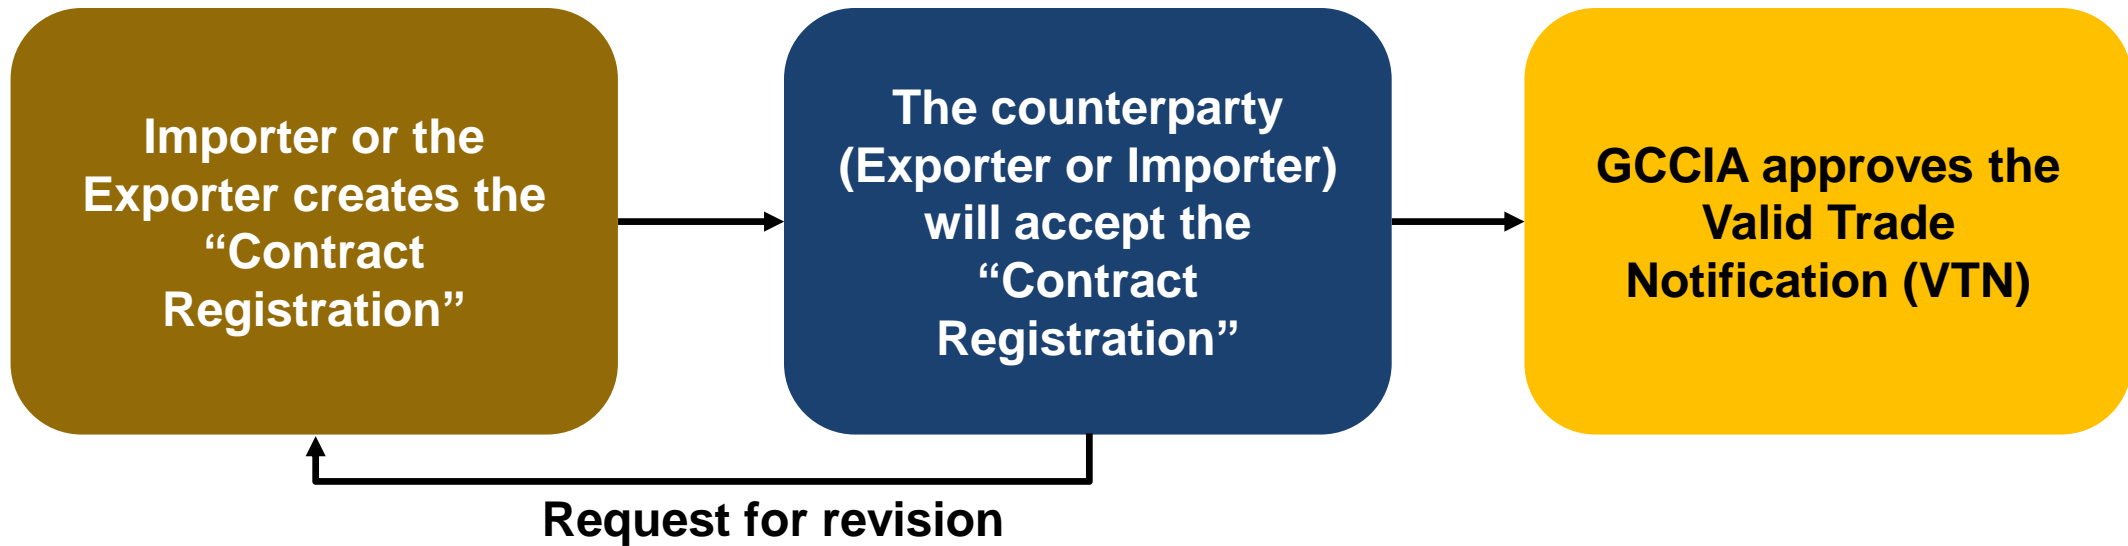 Importer or the
Exporter creates the
“Contract
Registration”
The counterparty
(Exporter or Importer)
will accept the
“Contract
Registration”
GCCIA approves the
Valid Trade
Notification (VTN)
Request for revision